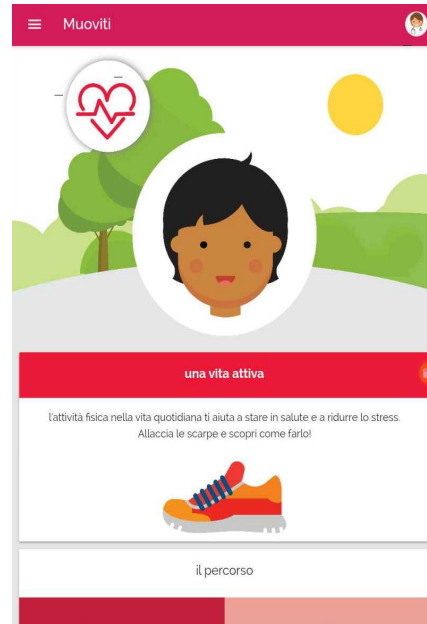 Muoviti
una vita attiva
l'attività fisica nella vita quotidiana ti aiuta a stare in salute e a ridurre lo stress.
Allaccia le scarpe e scopri come farlo!
il percorso